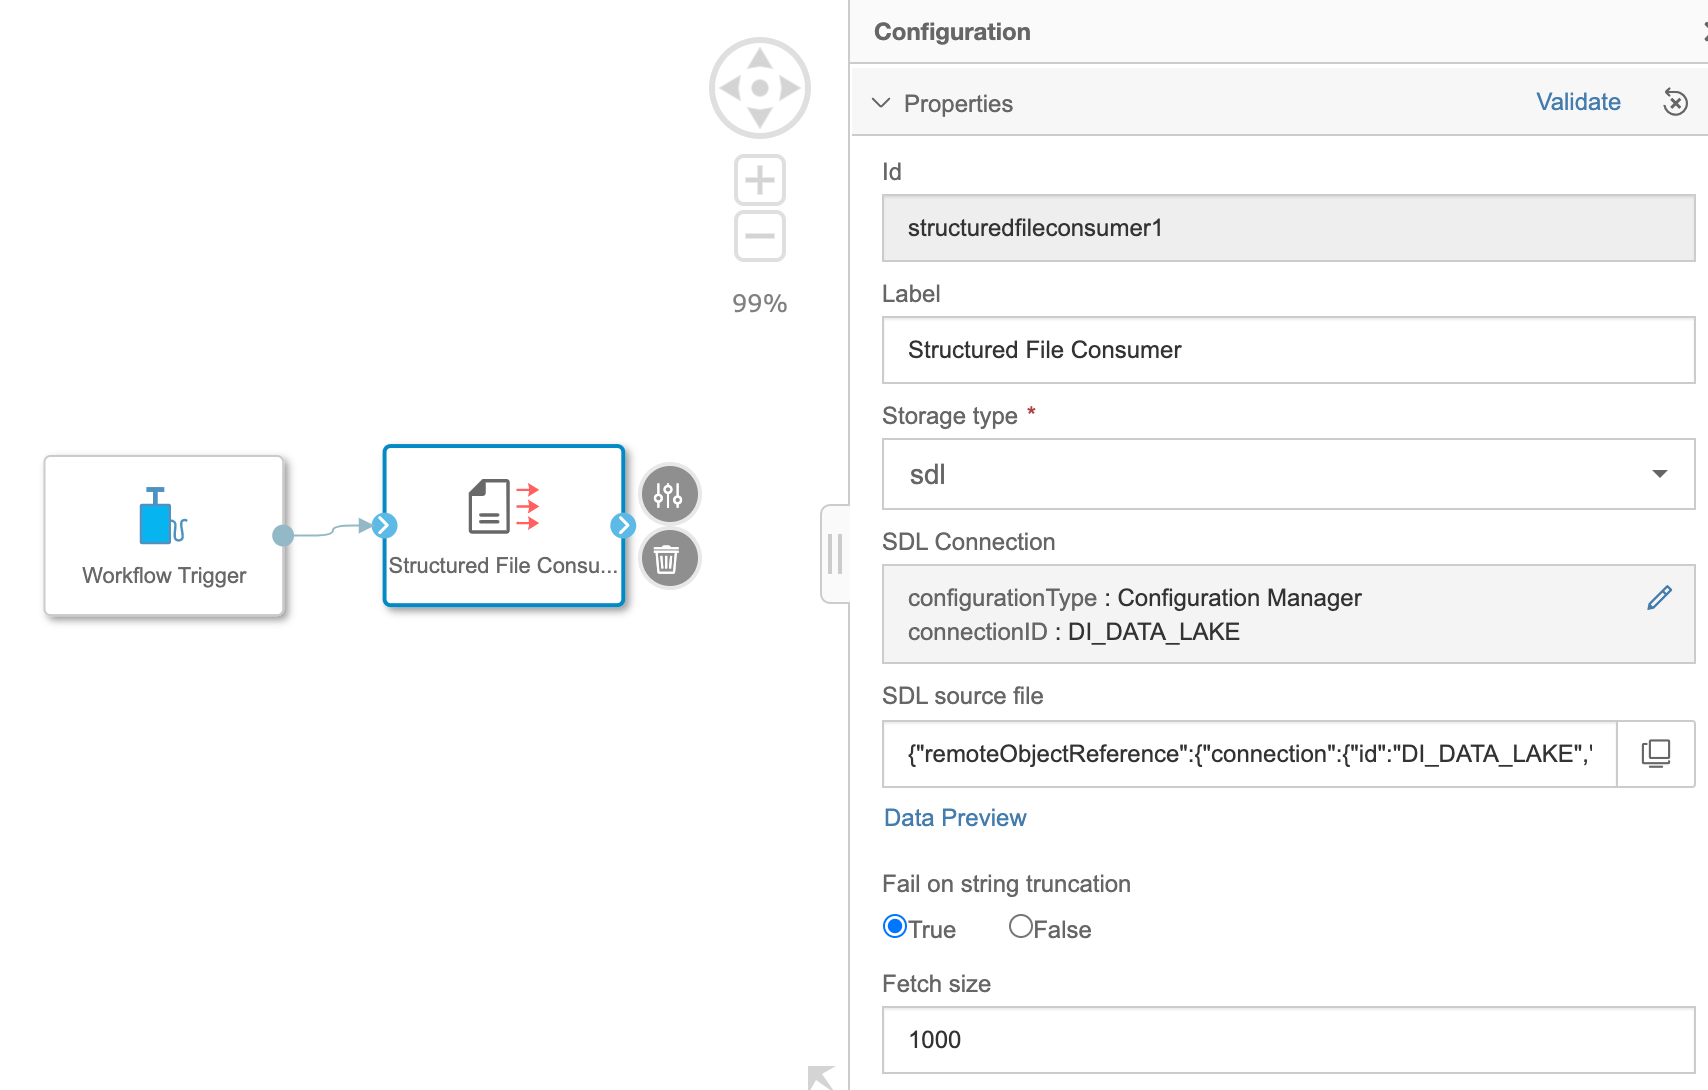 99%
Workflow Trigger
Structured File Consu...
Configuration
Properties
Validate
Id
structuredfileconsumer1
Label
Structured File Consumer
Storage type *
sdl
SDL Connection
configurationType : Configuration Manager
connectionID : DI_DATA_LAKE
SDL source file
{"remoteObjectReference":{"connection":{"id":"DI_DATA_LAKE","
Data Preview
Fail on string truncation
True False
Fetch size
1000